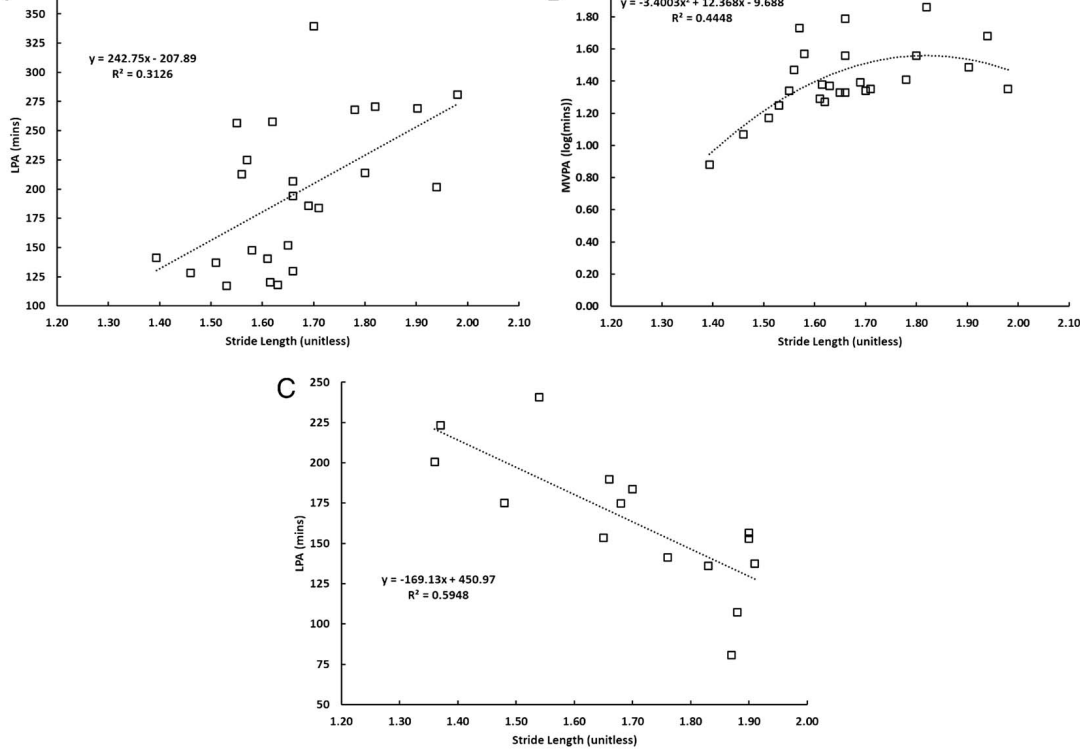 350
325
300
275
250
225
200
175
150
125
100
LPA (mins)
y = 242.75x - 207.89
R² = 0.3126
1.20 1.30 1.40 1.50 1.60 1.70 1.80 1.90 2.00 2.10
Stride Length (unitless)
y = -3.4003x² + 12.368x - 9.688
R² = 0.4448
1.80
1.60
1.40
1.20
1.00
0.80
0.60
0.40
0.20
0.00
MVPA (log(mins))
1.20 1.30 1.40 1.50 1.60 1.70 1.80 1.90 2.00 2.10
Stride Length (unitless)
C
250
225
200
175
150
125
100
75
50
LPA (mins)
y = -169.13x + 450.97
R² = 0.5948
1.20 1.30 1.40 1.50 1.60 1.70 1.80 1.90 2.00
Stride Length (unitless)